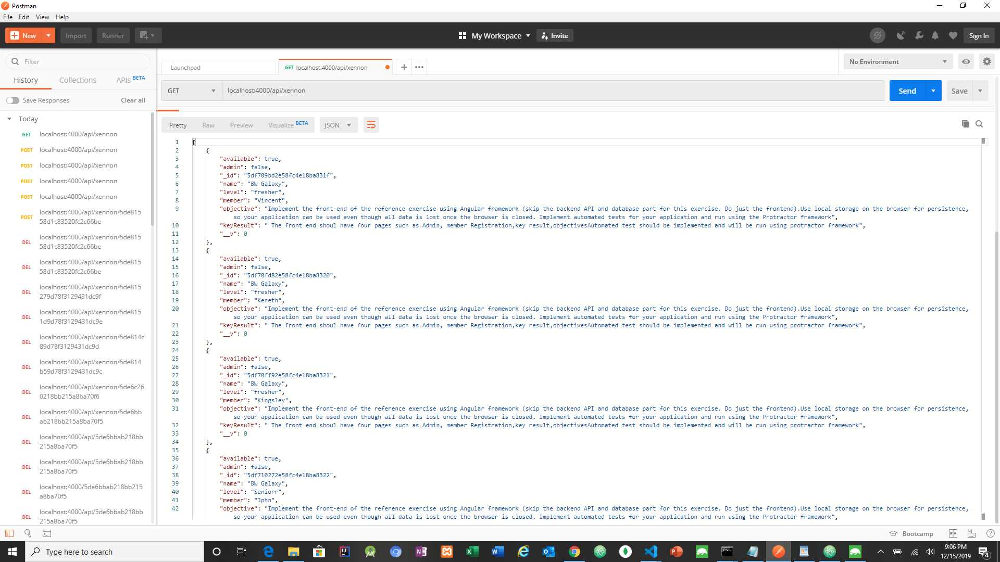 Postman
File Edit View Help
New Import Runner My Workspace Invite Sign In
Filter
History Collections APIs BETA
Save Responses Clear all
Today
GET localhost:4000/api/xennon
POST localhost:4000/api/xennon
POST localhost:4000/api/xennon
POST localhost:4000/api/xennon
POST localhost:4000/api/xennon
POST localhost:4000/api/xennon/5de815
58d1c83520fc2c66be
DEL localhost:4000/api/xennon/5de815
58d1c83520fc2c66be
DEL localhost:4000/api/xennon/5de815
58d1c83520fc2c66be
DEL localhost:4000/api/xennon/5de815
279d78f3129431dc9f
DEL localhost:4000/api/xennon/5de815
1d9d78f3129431dc9e
DEL localhost:4000/api/xennon/5de814c
89d78f3129431dc9d
DEL localhost:4000/api/xennon/5de814
b59d78f3129431dc9c
DEL localhost:4000/api/xennon/5de6c26
0218bb215a8ba70f6
DEL localhost:4000/api/xennon/5de6bb
ab218bb215a8ba70f5
DEL localhost:4000/api/5de6bbab218bb
215a8ba70f5
DEL localhost:4000/api/5de6bbab218bb
215a8ba70f5
DEL localhost:4000/5de6bbab218bb215
a8ba70f5
DEL localhost:4000/api/5de6bbab218bb
215a8ba70f5
Launchpad GET localhost:4000/api/xennon
No Environment
GET localhost:4000/api/xennon Send Save
Pretty Raw Preview Visualize BETA JSON
1 [
2 {
3 "available": true,
4 "admin": false,
5 "_id": "5df709bd2e58fc4e18ba831f",
6 "name": "BW Galaxy",
7 "level": "fresher",
8 "member": "Vincent",
9 "objective": "Implement the front-end of the reference exercise using Angular framework (skip the backend API and database part for this exercise. Do just the frontend).Use local storage on the browser for persistence,
so your application can be used even though all data is lost once the browser is closed. Implement automated tests for your application and run using the Protractor framework",
10 "keyResult": " The front end shoul have four pages such as Admin, member Registration,key result,objectivesAutomated test should be implemented and will be run using protractor framework",
11 "__v": 0
12 },
13 {
14 "available": true,
15 "admin": false,
16 "_id": "5df70fd82e58fc4e18ba8320",
17 "name": "BW Galaxy",
18 "level": "fresher",
19 "member": "Keneth",
20 "objective": "Implement the front-end of the reference exercise using Angular framework (skip the backend API and database part for this exercise. Do just the frontend).Use local storage on the browser for persistence,
so your application can be used even though all data is lost once the browser is closed. Implement automated tests for your application and run using the Protractor framework",
21 "keyResult": " The front end shoul have four pages such as Admin, member Registration,key result,objectivesAutomated test should be implemented and will be run using protractor framework",
22 "__v": 0
23 },
24 {
25 "available": true,
26 "admin": false,
27 "_id": "5df70ff92e58fc4e18ba8321",
28 "name": "BW Galaxy",
29 "level": "fresher",
30 "member": "Kingsley",
31 "objective": "Implement the front-end of the reference exercise using Angular framework (skip the backend API and database part for this exercise. Do just the frontend).Use local storage on the browser for persistence,
so your application can be used even though all data is lost once the browser is closed. Implement automated tests for your application and run using the Protractor framework",
32 "keyResult": " The front end shoul have four pages such as Admin, member Registration,key result,objectivesAutomated test should be implemented and will be run using protractor framework",
33 "__v": 0
34 },
35 {
36 "available": true,
37 "admin": false,
38 "_id": "5df710272e58fc4e18ba8322",
39 "name": "BW Galaxy",
40 "level": "Seniorr",
41 "member": "Jphn",
42 "objective": "Implement the front-end of the reference exercise using Angular framework (skip the backend API and database part for this exercise. Do just the frontend).Use local storage on the browser for persistence,
so your application can be used even though all data is lost once the browser is closed. Implement automated tests for your application and run using the Protractor framework",
Bootcamp
Type here to search
9:06 PM
12/15/2019
4